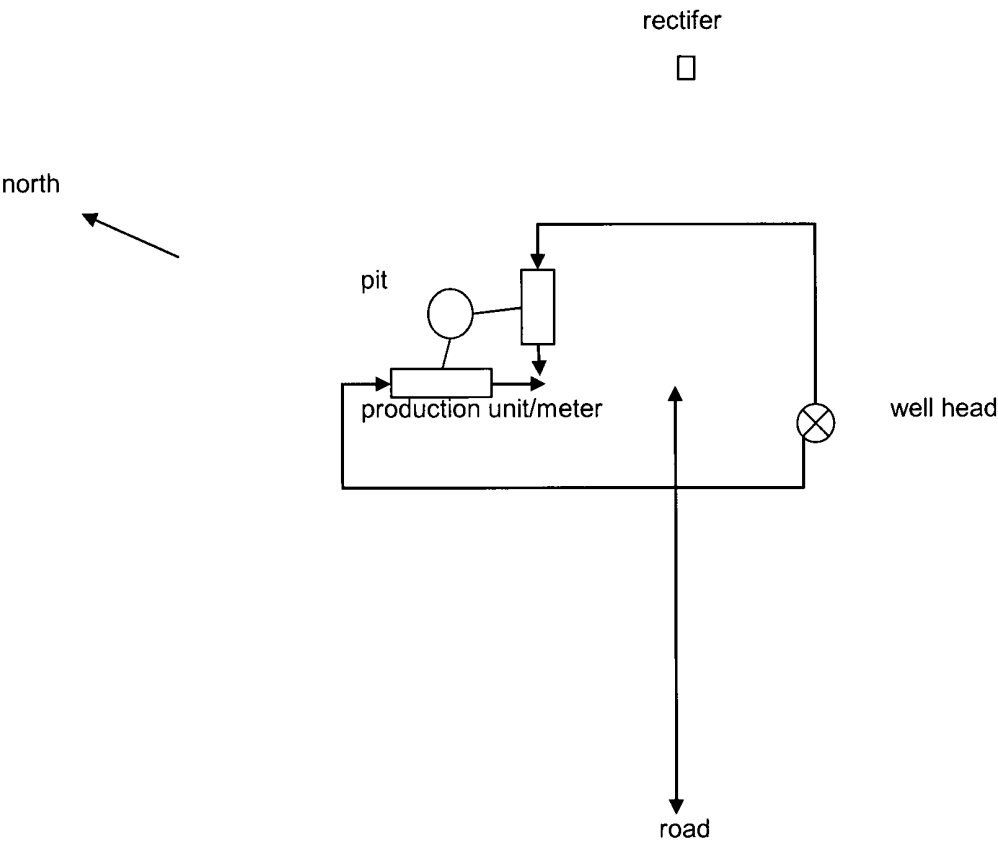 rectifer
north
pit
production unit/meter
well head
road